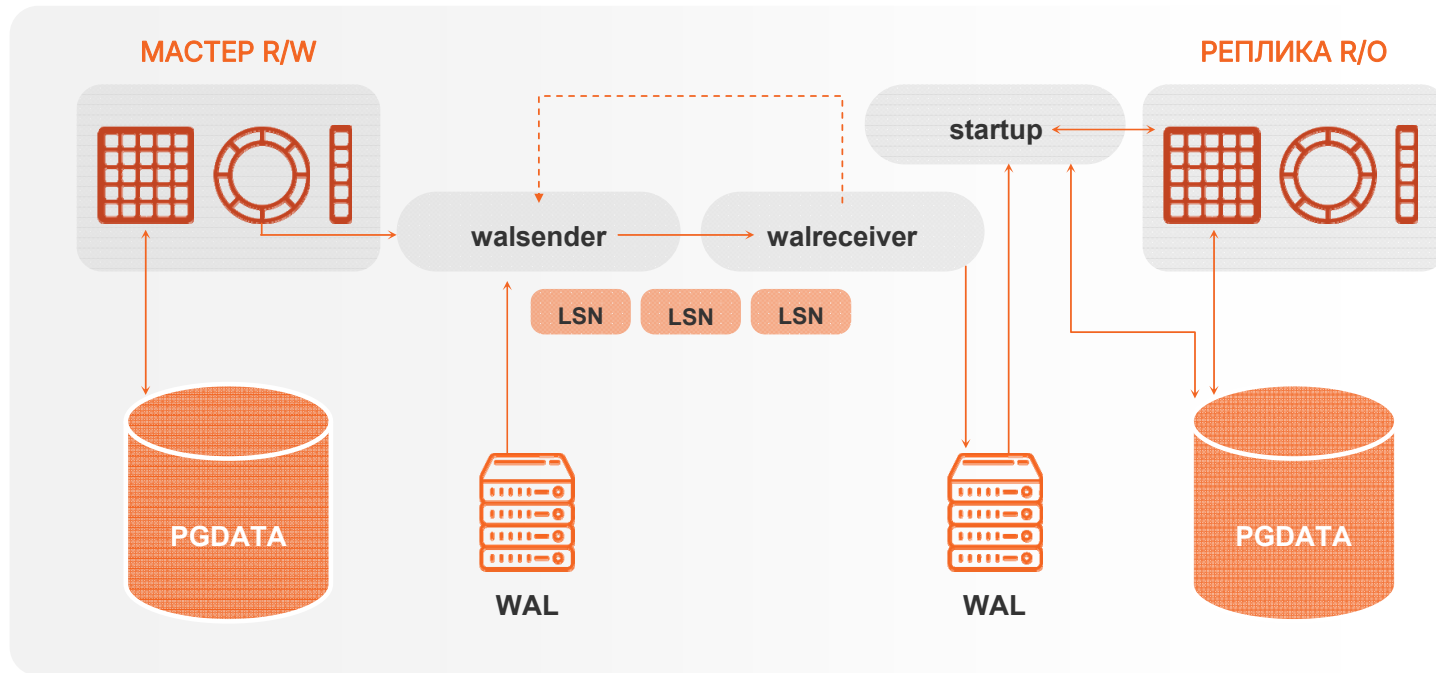 МАСТЕР R/W
РЕПЛИКА R/O
startup
walsender
walreceiver
LSN
LSN
LSN
PGDATA
PGDATA
WAL
WAL